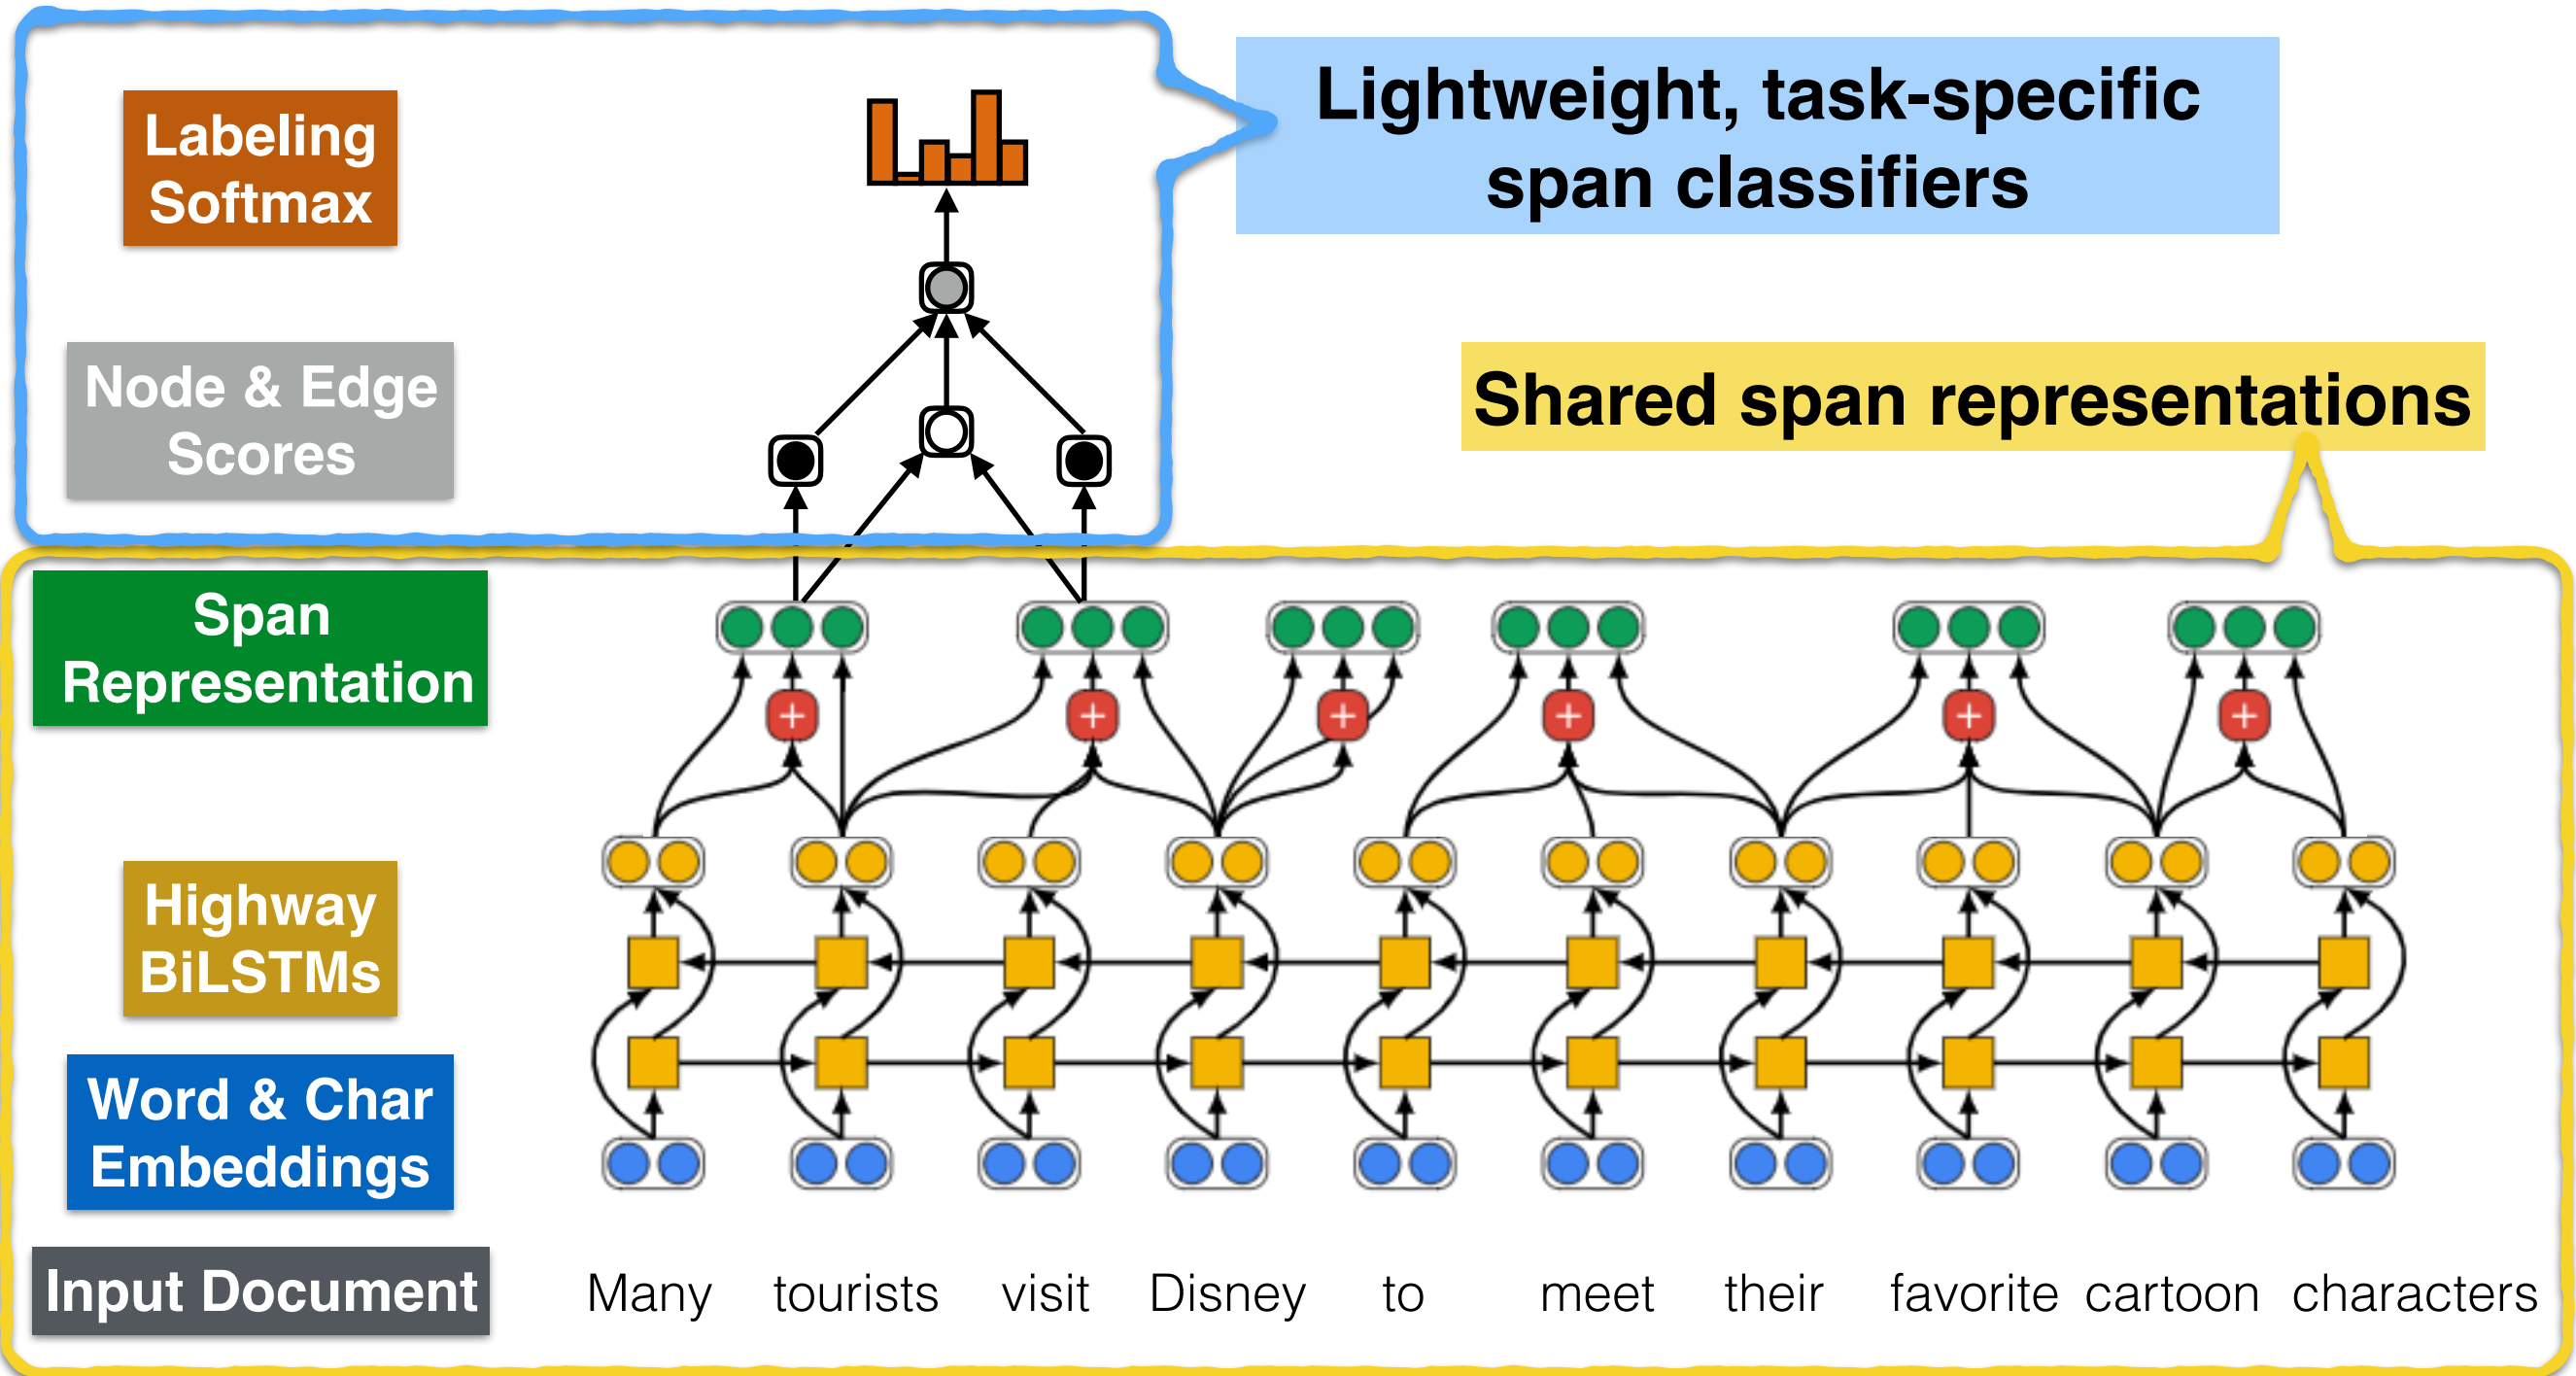 Labeling
Softmax
Lightweight, task-specific
span classifiers
Node & Edge
Scores
Shared span representations
Span
Representation
+ + + + + +
Highway
BiLSTMs
Word & Char
Embeddings
Input Document
Many tourists visit Disney to meet their favorite cartoon characters